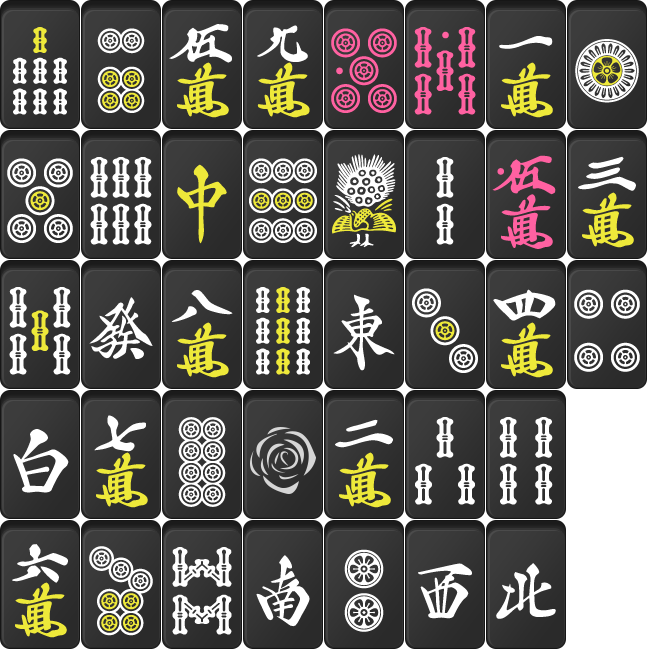 伍萬 九萬 一萬
中 伍萬 三萬
發 八萬 東 四萬
白 七萬 二萬
六萬 南 西 北